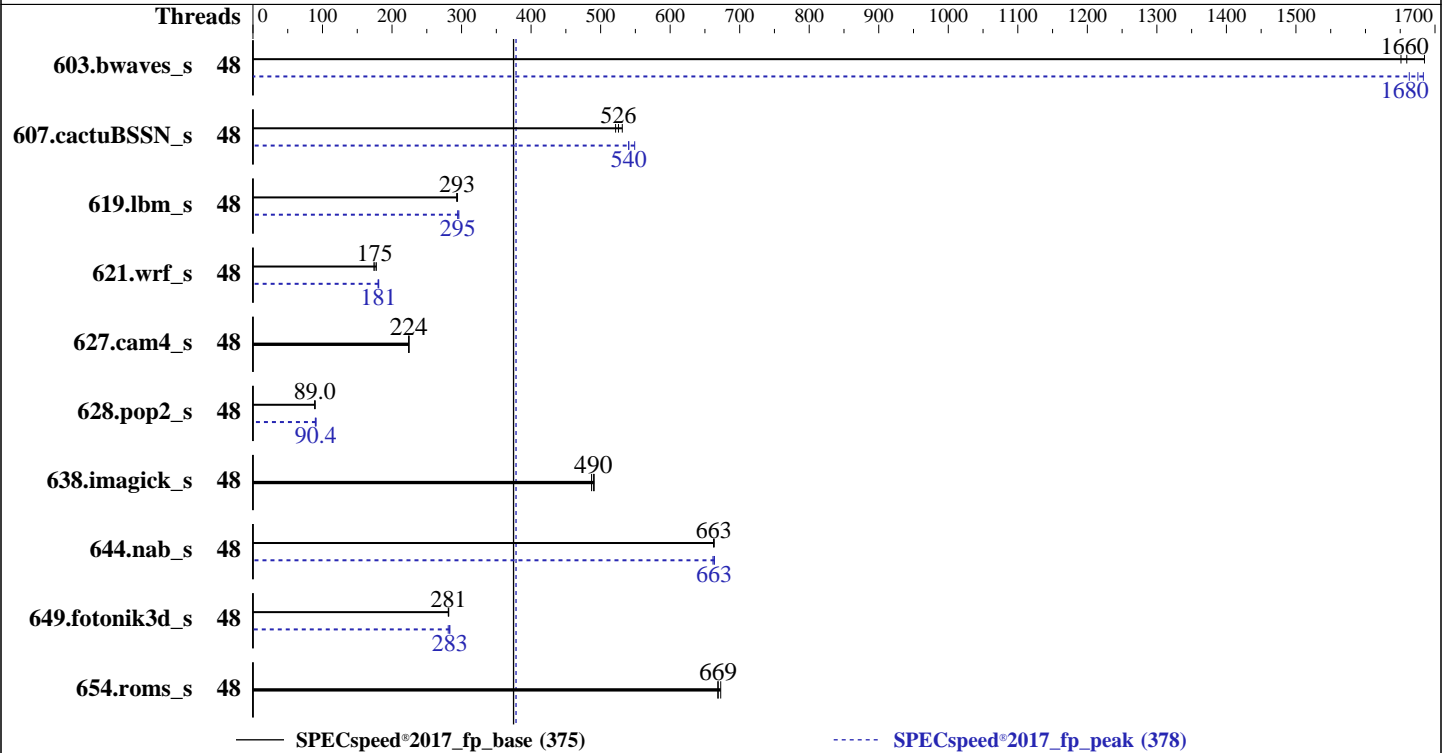 Threads 0 100 200 300 400 500 600 700 800 900 1000 1100 1200 1300 1400 1500 1700
603.bwaves_s 48 1660
1680
607.cactuBSSN_s 48 526
540
619.lbm_s 48 293
295
621.wrf_s 48 175
181
627.cam4_s 48 224
628.pop2_s 48 89.0
90.4
638.imagick_s 48 490
644.nab_s 48 663
663
649.fotonik3d_s 48 281
283
654.roms_s 48 669
SPECspeed®2017_fp_base (375) SPECspeed®2017_fp_peak (378)